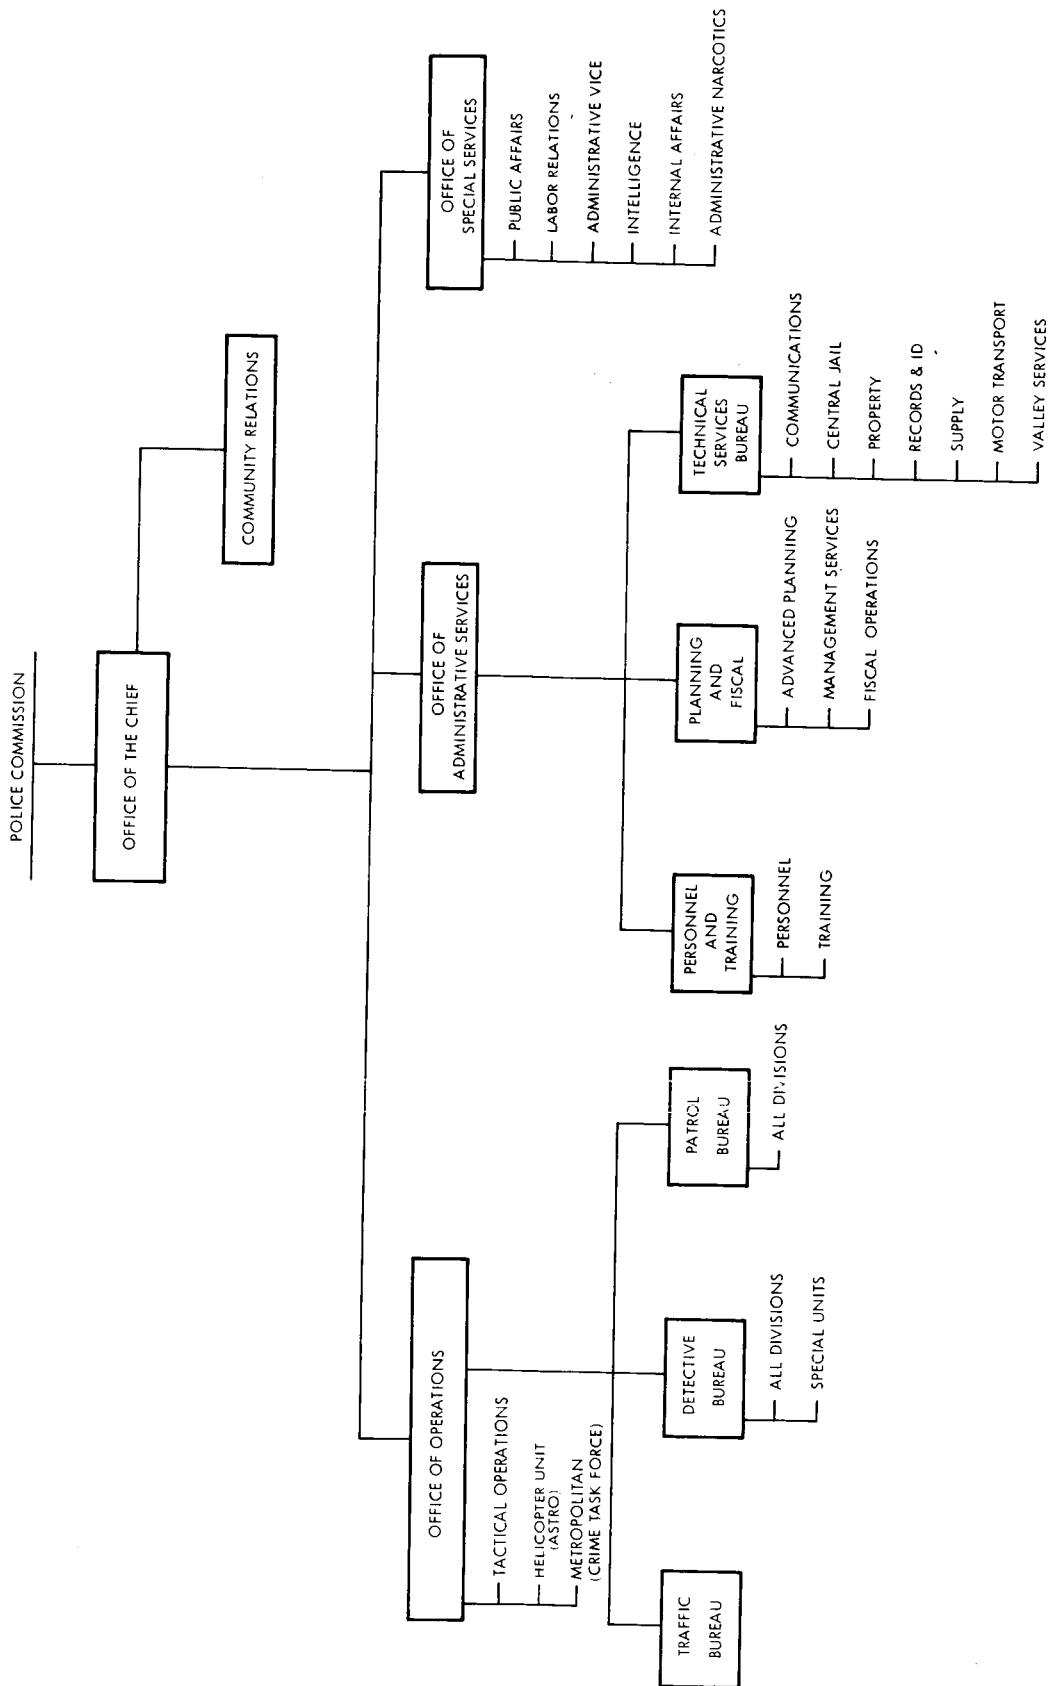 POLICE COMMISSION
OFFICE OF THE CHIEF
COMMUNITY RELATIONS
OFFICE OF OPERATIONS
TACTICAL OPERATIONS
HELICOPTER UNIT
(ASTRO)
METROPOLITAN
(CRIME TASK FORCE)
TRAFFIC
BUREAU
DETECTIVE
BUREAU
ALL DIVISIONS
SPECIAL UNITS
PATROL
BUREAU
ALL DIVISIONS
OFFICE OF
ADMINISTRATIVE SERVICES
PERSONNEL
AND
TRAINING
PERSONNEL
TRAINING
PLANNING
AND
FISCAL
ADVANCED PLANNING
MANAGEMENT SERVICES
FISCAL OPERATIONS
TECHNICAL
SERVICES
BUREAU
COMMUNICATIONS
CENTRAL JAIL
PROPERTY
RECORDS & ID
SUPPLY
MOTOR TRANSPORT
VALLEY SERVICES
OFFICE OF
SPECIAL SERVICES
PUBLIC AFFAIRS
LABOR RELATIONS
ADMINISTRATIVE VICE
INTELLIGENCE
INTERNAL AFFAIRS
ADMINISTRATIVE NARCOTICS